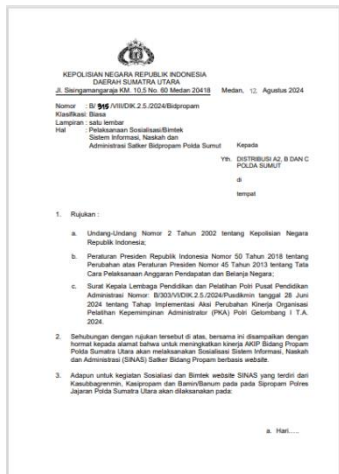 KEPOLISIAN NEGARA REPUBLIK INDONESIA
DAERAH SUMATRA UTARA
Jl. Sisingamangaraja KM. 10,5 No. 60 Medan 20418
Medan, 12 Agustus 2024
Nomor : B/ 915 /VIII/DIK.2.5./2024/Bidpropam
Klasifikasi: Biasa
Lampiran : satu lembar
Hal : Pelaksanaan Sosialisasi/Bimtek
Sistem Informasi, Naskah dan
Administrasi Satker Bidpropam Polda Sumut
Kepada
Yth. DISTRIBUSI A2, B DAN C
POLDA SUMUT
di
tempat
1. Rujukan :
a. Undang-Undang Nomor 2 Tahun 2002 tentang Kepolisian Negara
Republik Indonesia;
b. Peraturan Presiden Republik Indonesia Nomor 50 Tahun 2018 tentang
Perubahan atas Peraturan Presiden Nomor 45 Tahun 2013 tentang Tata
Cara Pelaksanaan Anggaran Pendapatan dan Belanja Negara;
c. Surat Kepala Lembaga Pendidikan dan Pelatihan Polri Pusat Pendidikan
Administrasi Nomor: B/303/VI/DIK.2.5./2024/Pusdikmin tanggal 28 Juni
2024 tentang Tahap Implementasi Aksi Perubahan Kinerja Organisasi
Pelatihan Kepemimpinan Administrator (PKA) Polri Gelombang I T.A.
2024.
2. Sehubungan dengan rujukan tersebut di atas, bersama ini disampaikan dengan
hormat kepada alamat bahwa untuk meningkatkan kinerja AKIP Bidang Propam
Polda Sumatra Utara akan melaksanakan Sosialisasi Sistem Informasi, Naskah
dan Administrasi (SINAS) Satker Bidang Propam berbasis website.
3. Adapun untuk kegiatan Sosialiasi dan Bimtek website SINAS yang terdiri dari
Kasubbagrenmin, Kasipropam dan Bamin/Banum pada pada Sipropam Polres
Jajaran Polda Sumatra Utara akan dilaksanakan pada:
a. Hari.....